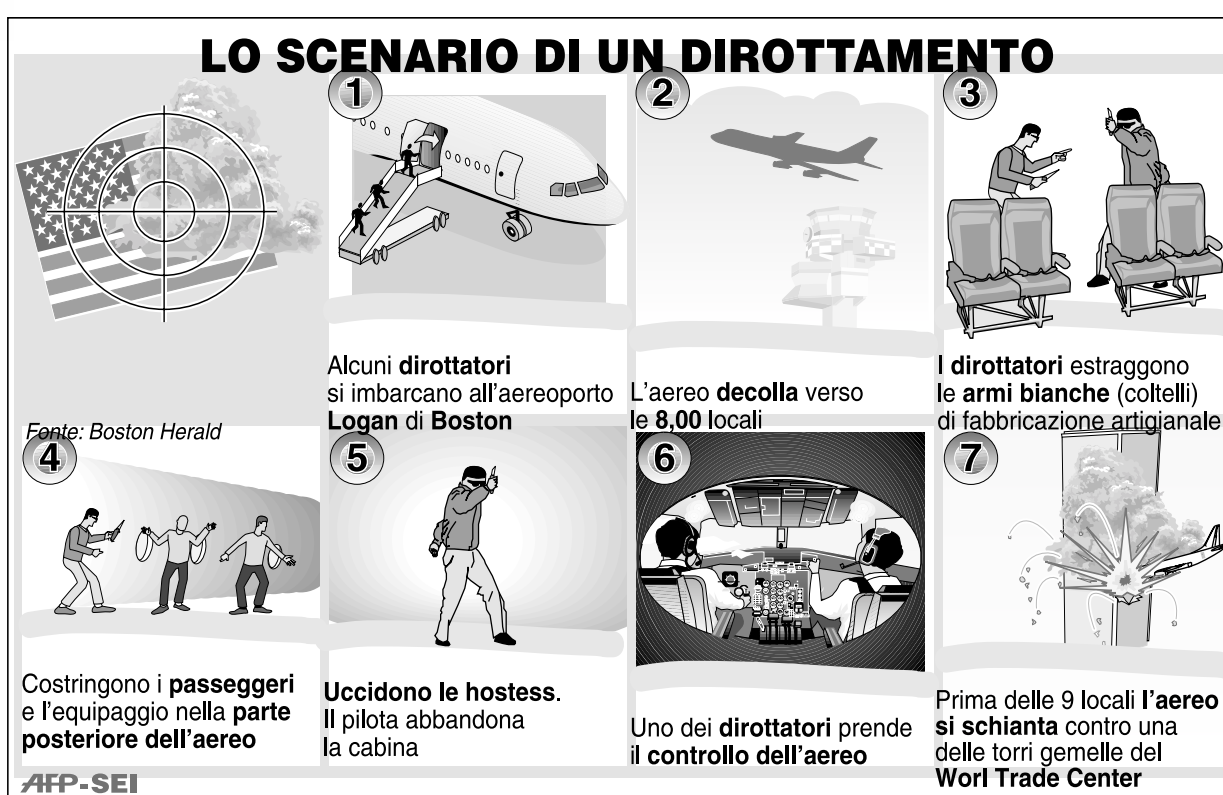 LO SCENARIO DI UN DIROTTAMENTO
1
Alcuni dirottatori
si imbarcano all'aereoporto
Logan di Boston
2
L'aereo decolla verso
le 8,00 locali
3
I dirottatori estraggono
le armi bianche (coltelli)
di fabbricazione artigianale
Fonte: Boston Herald
4
Costringono i passeggeri
e l'equipaggio nella parte
posteriore dell'aereo
5
Uccidono le hostess.
Il pilota abbandona
la cabina
6
Uno dei dirottatori prende
il controllo dell'aereo
7
Prima delle 9 locali l'aereo
si schianta contro una
delle torri gemelle del
Worl Trade Center
AFP-SEI